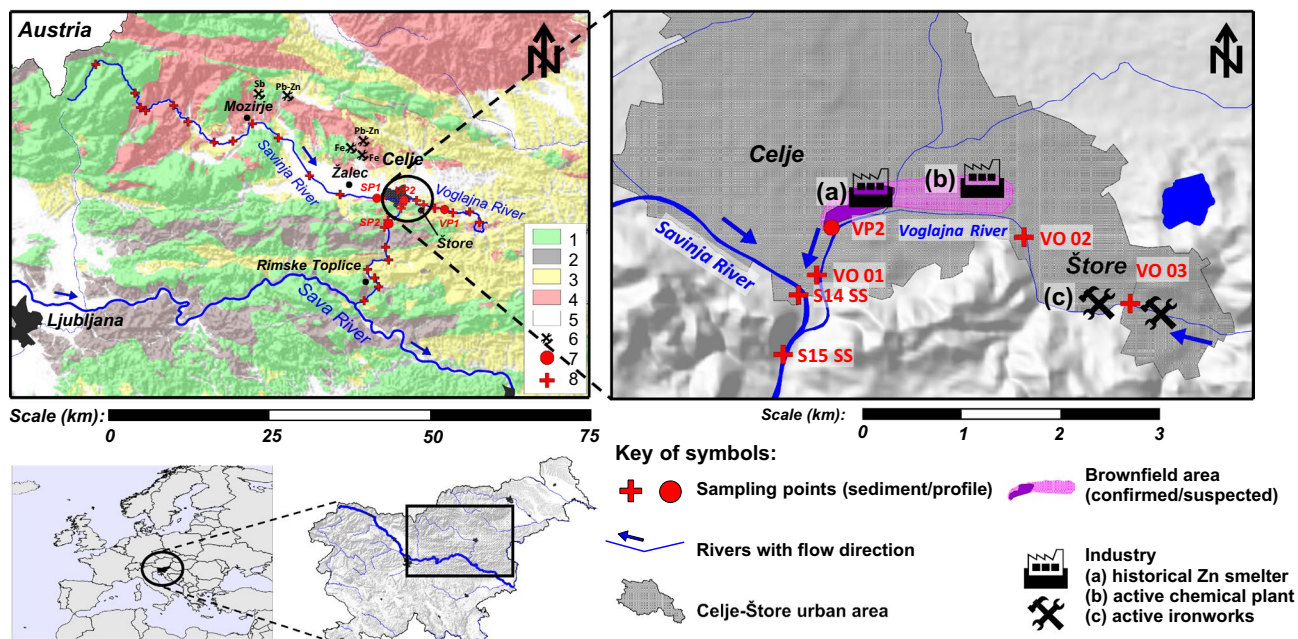 Austria
N
Sb
Pb-Zn
Mozirje
Pb-Zn
Fe
Fe
Celje
Savinja River
Žalec
SP1
VP2
Voglajna River
SP2
VP1
Štore
Rimske Toplice
Sava River
Ljubljana
1
2
3
4
5
6
7
8
Scale (km):
0
25
50
75
N
Celje
(a)
(b)
VP2
Voglajna River
VO 02
Savinja River
Štore
VO 03
VO 01
(c)
S14 SS
S15 SS
Scale (km):
0
1
2
3
Key of symbols:
Sampling points (sediment/profile)
Rivers with flow direction
Celje-Štore urban area
Brownfield area
(confirmed/suspected)
Industry
(a) historical Zn smelter
(b) active chemical plant
(c) active ironworks